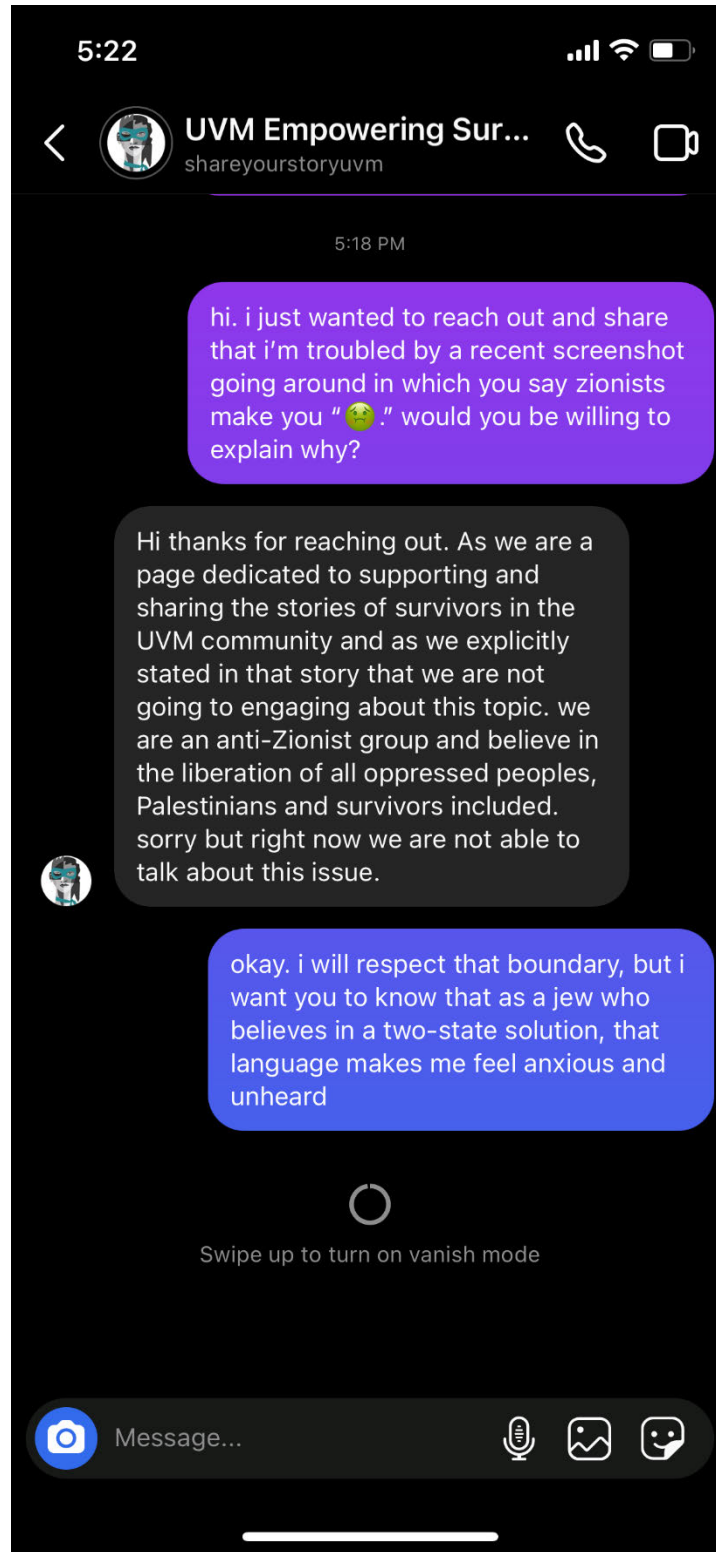 5:22
UVM Empowering Sur...
shareyourstoryuvm
5:18 PM
hi. i just wanted to reach out and share
that i’m troubled by a recent screenshot
going around in which you say zionists
make you “🤢.” would you be willing to
explain why?
Hi thanks for reaching out. As we are a
page dedicated to supporting and
sharing the stories of survivors in the
UVM community and as we explicitly
stated in that story that we are not
going to engaging about this topic. we
are an anti-Zionist group and believe in
the liberation of all oppressed peoples,
Palestinians and survivors included.
sorry but right now we are not able to
talk about this issue.
okay. i will respect that boundary, but i
want you to know that as a jew who
believes in a two-state solution, that
language makes me feel anxious and
unheard
Swipe up to turn on vanish mode
Message...